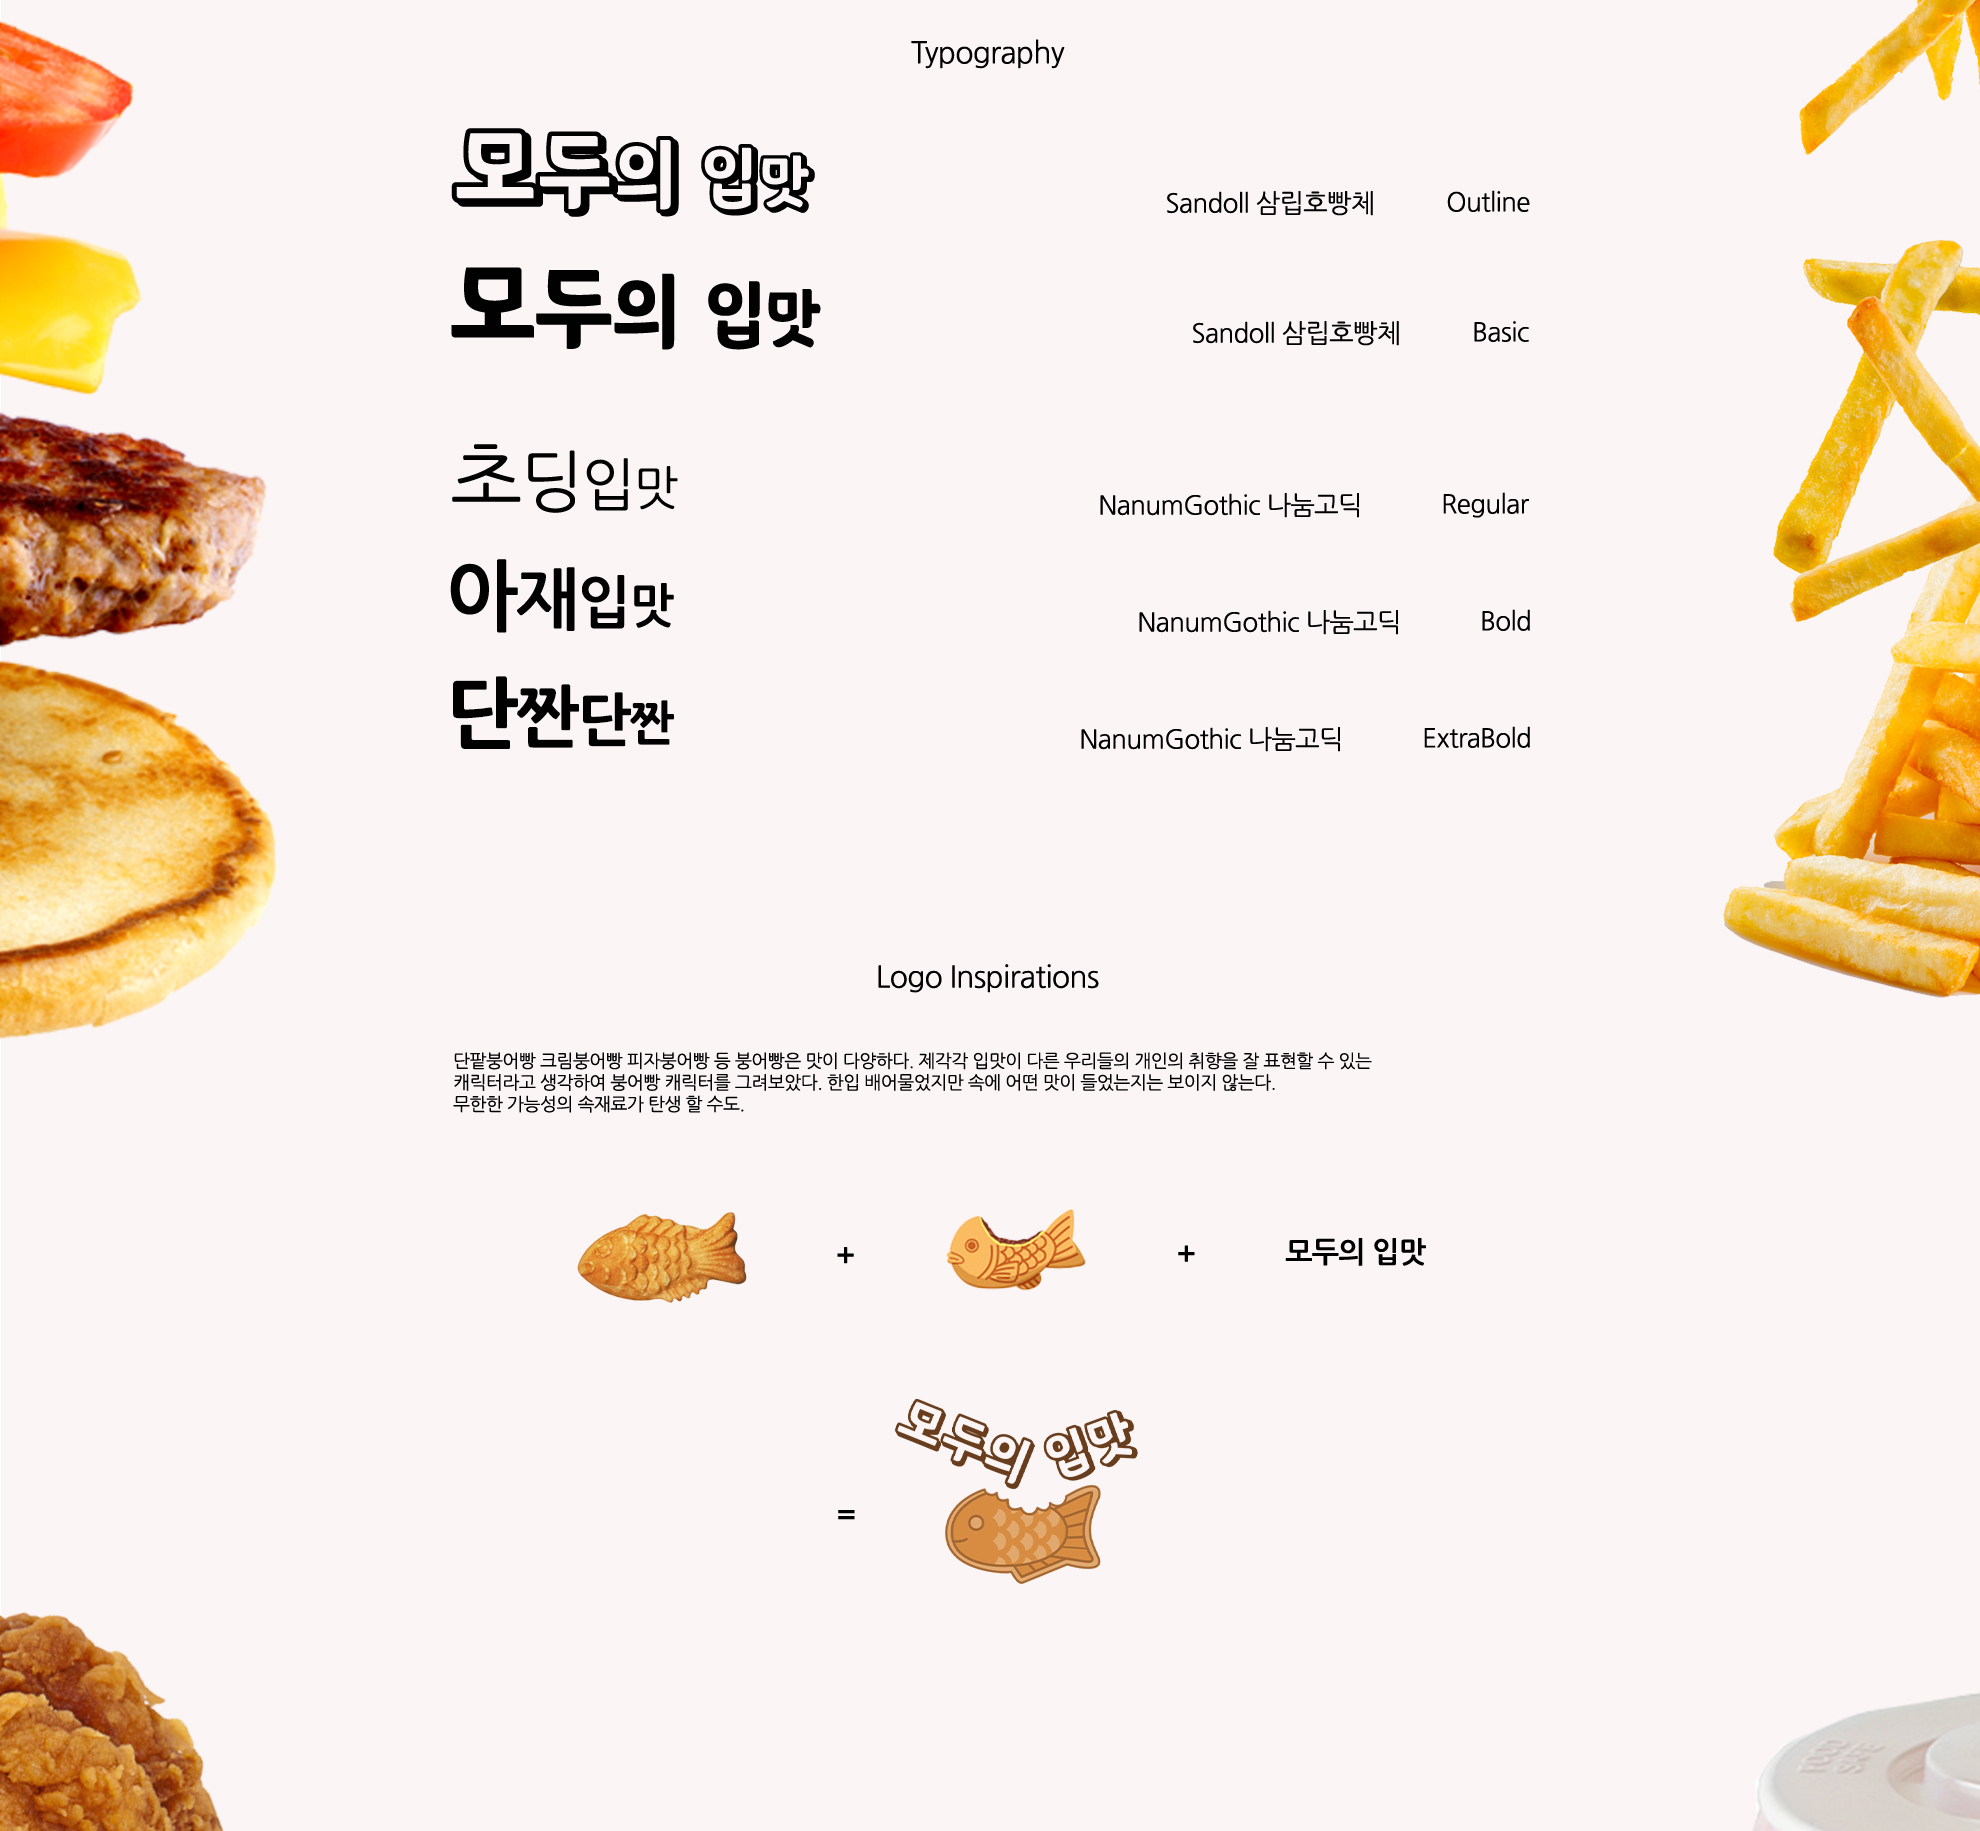 Typography
모두의 입맛
Sandoll 삼립호빵체 Outline
모두의 입맛
Sandoll 삼립호빵체 Basic
초딩입맛
NanumGothic 나눔고딕 Regular
아재입맛
NanumGothic 나눔고딕 Bold
단짠단짠
NanumGothic 나눔고딕 ExtraBold
Logo Inspirations
단팥붕어빵 크림붕어빵 피자붕어빵 등 붕어빵은 맛이 다양하다. 제각각 입맛이 다른 우리들의 개인의 취향을 잘 표현할 수 있는
캐릭터라고 생각하여 붕어빵 캐릭터를 그려보았다. 한입 배어물었지만 속에 어떤 맛이 들었는지는 보이지 않는다.
무한한 가능성의 속재료가 탄생 할 수도.
+ + 모두의 입맛
모두의 입맛
=